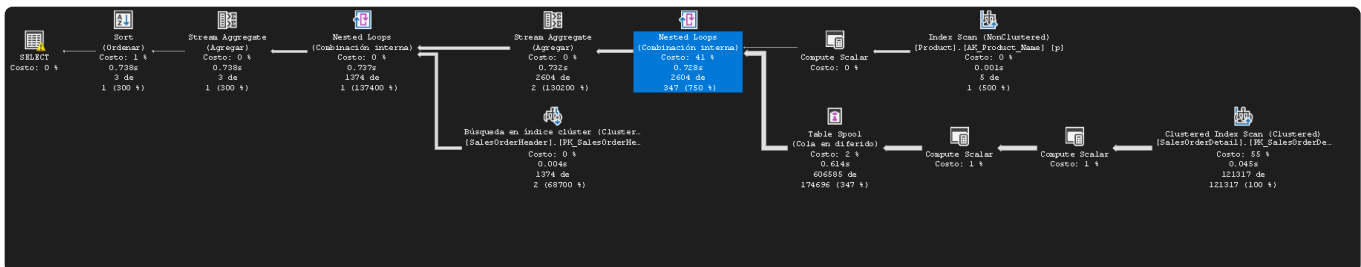 SELECT
Costo: 0 %
Sort
(Ordenar)
Costo: 1 %
0.738s
3 de
1 (300 %)
Stream Aggregate
(Agregar)
Costo: 0 %
0.738s
3 de
1 (300 %)
Nested Loops
(Combinación interna)
Costo: 0 %
0.737s
1374 de
1 (137400 %)
Stream Aggregate
(Agregar)
Costo: 0 %
0.732s
2604 de
2 (130200 %)
Nested Loops
(Combinación interna)
Costo: 41 %
0.728s
2604 de
347 (750 %)
Compute Scalar
Costo: 0 %
Index Scan (NonClustered)
[Product].[AK_Product_Name] [p]
Costo: 0 %
0.001s
5 de
1 (500 %)
Búsqueda en índice clúster (Cluster…
[SalesOrderHeader].[PK_SalesOrderHe…
Costo: 0 %
0.004s
1374 de
2 (68700 %)
Table Spool
(Cola en diferido)
Costo: 2 %
0.614s
606585 de
174696 (347 %)
Compute Scalar
Costo: 1 %
Compute Scalar
Costo: 1 %
Clustered Index Scan (Clustered)
[SalesOrderDetail].[PK_SalesOrderDe…
Costo: 55 %
0.045s
121317 de
121317 (100 %)